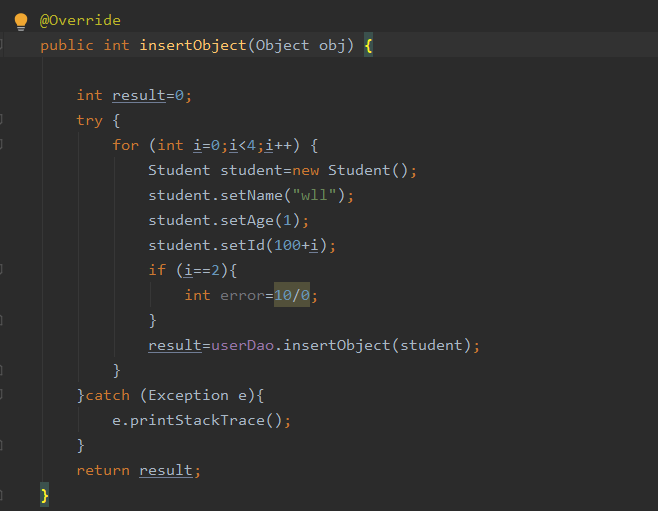 @Override
public int insertObject(Object obj) {
int result=0;
try {
for (int i=0;i<4;i++) {
Student student=new Student();
student.setName("wll");
student.setAge(1);
student.setId(100+i);
if (i==2){
int error=10/0;
}
result=userDao.insertObject(student);
}
}catch (Exception e){
e.printStackTrace();
}
return result;
}